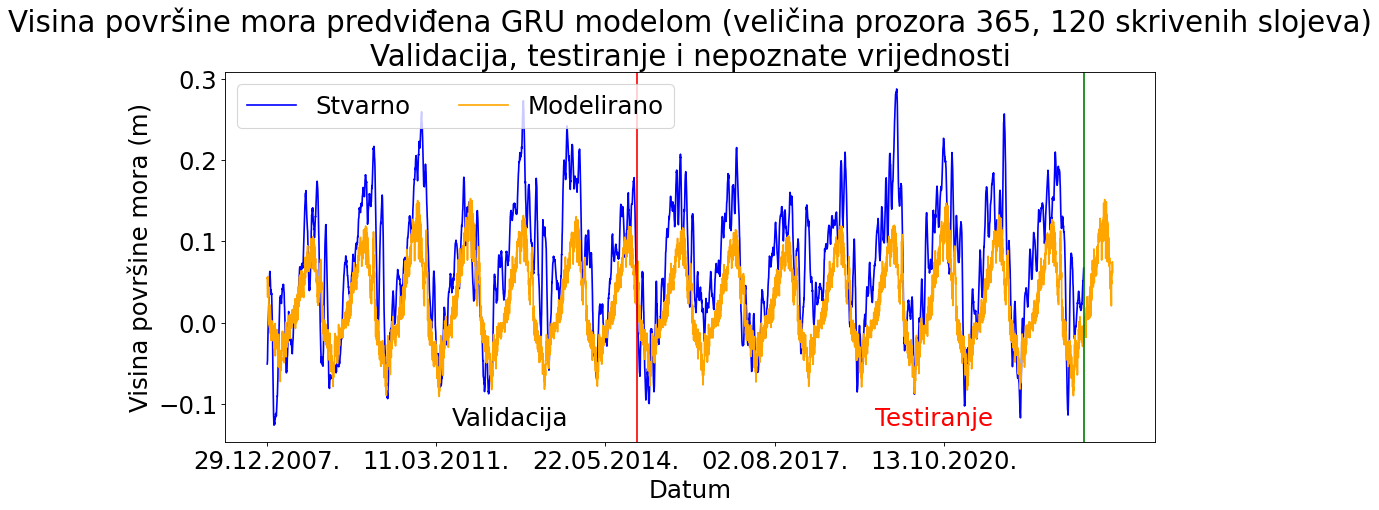 Visina površine mora predviđena GRU modelom (veličina prozora 365, 120 skrivenih slojeva)
Validacija, testiranje i nepoznate vrijednosti
Stvarno
Modelirano
Visina površine mora (m)
0.3
0.2
0.1
0.0
−0.1
Validacija
Testiranje
29.12.2007.
11.03.2011.
22.05.2014.
02.08.2017.
13.10.2020.
Datum